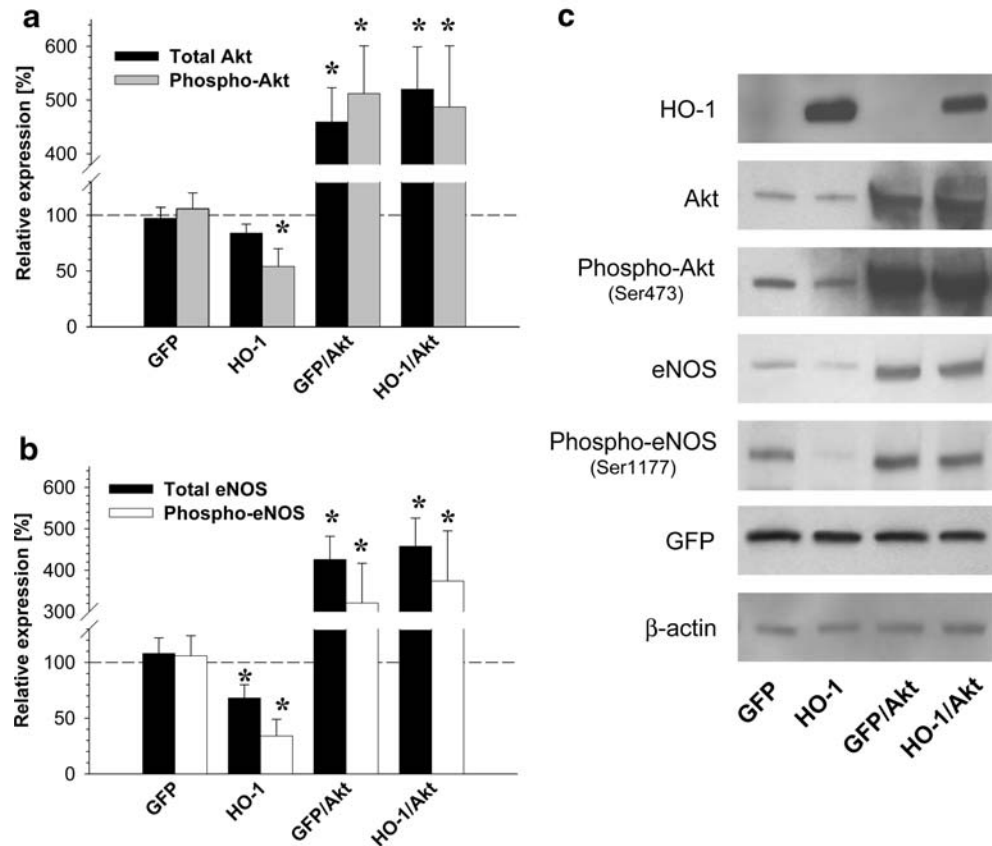 a
Relative expression [%]
600
500
400
100
50
0
Total Akt
Phospho-Akt
*
*
*
*
*
GFP
HO-1
GFP/Akt
HO-1/Akt
b
Relative expression [%]
600
500
400
300
100
50
0
Total eNOS
Phospho-eNOS
*
*
*
*
*
*
GFP
HO-1
GFP/Akt
HO-1/Akt
c
HO-1
Akt
Phospho-Akt
(Ser473)
eNOS
Phospho-eNOS
(Ser1177)
GFP
β-actin
GFP
HO-1
GFP/Akt
HO-1/Akt